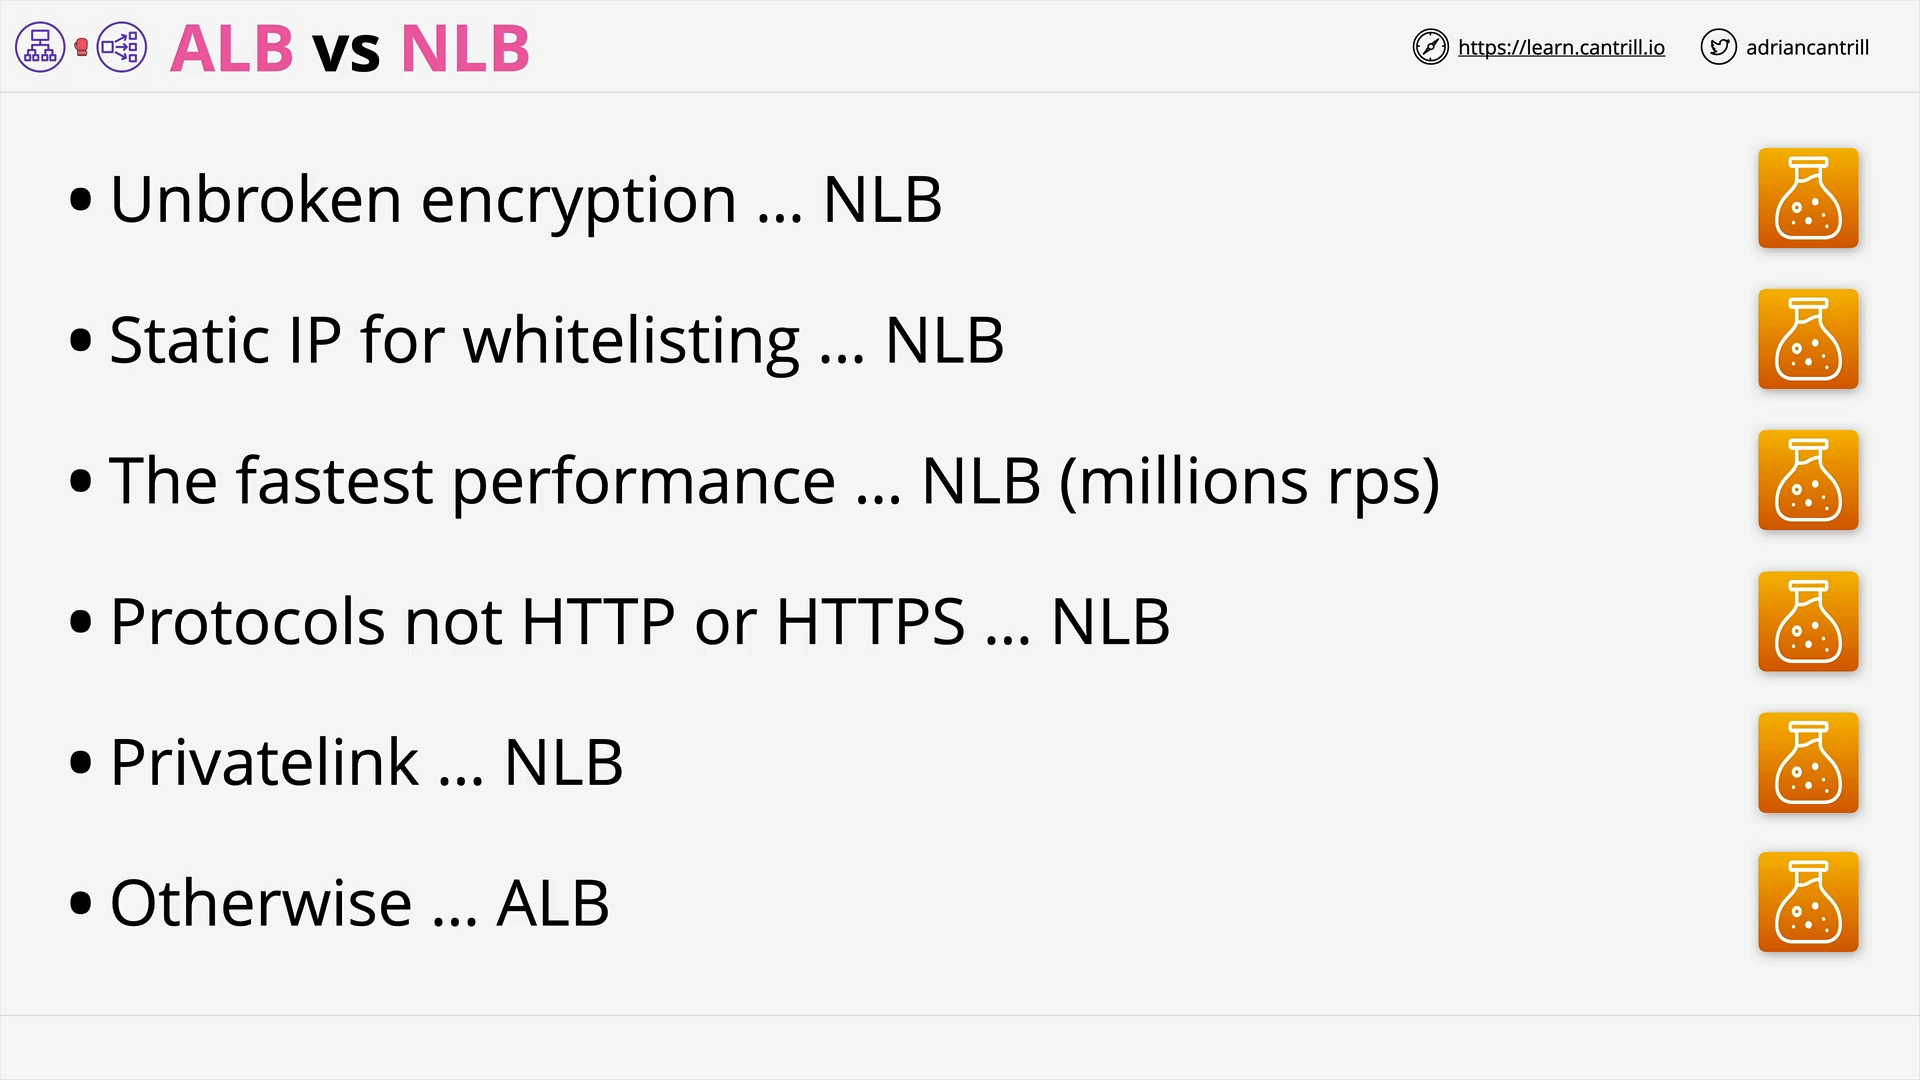 ALB vs NLB
https://learn.cantrill.io
adriancantrill
• Unbroken encryption ... NLB
• Static IP for whitelisting ... NLB
• The fastest performance ... NLB (millions rps)
• Protocols not HTTP or HTTPS ... NLB
• Privatelink ... NLB
• Otherwise ... ALB